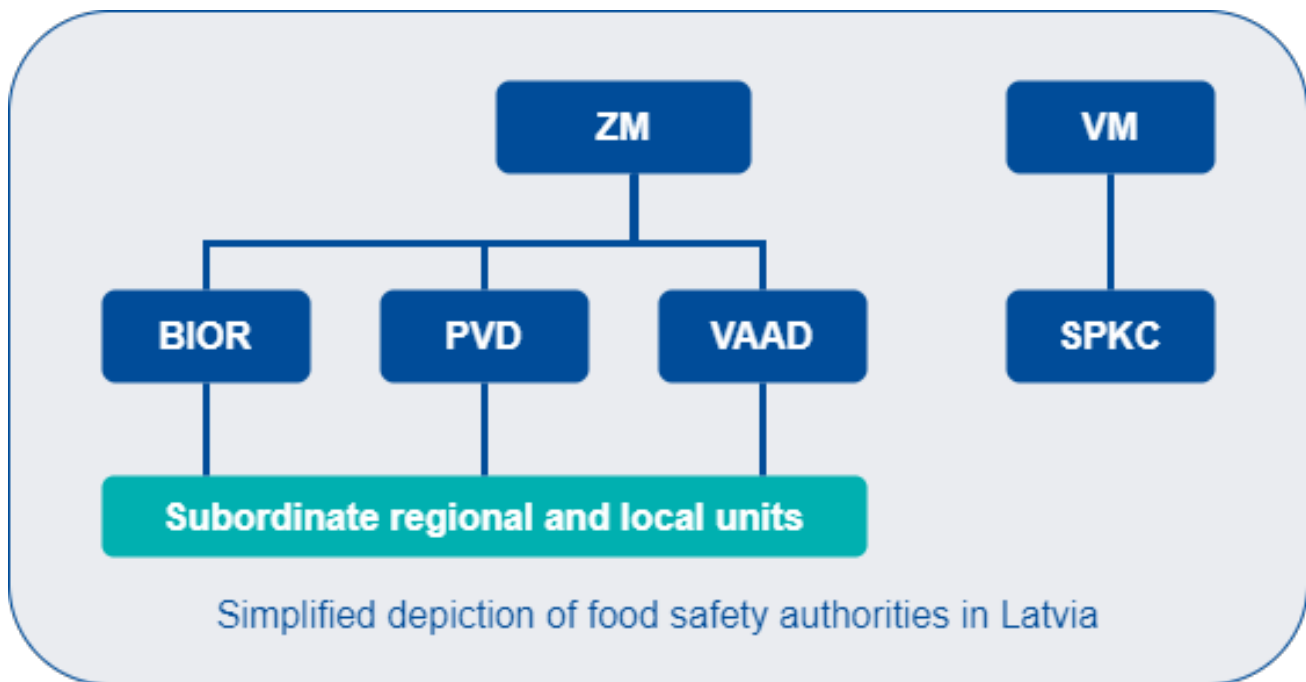 ZM
VM
BIOR
PVD
VAAD
SPKC
Subordinate regional and local units
Simplified depiction of food safety authorities in Latvia